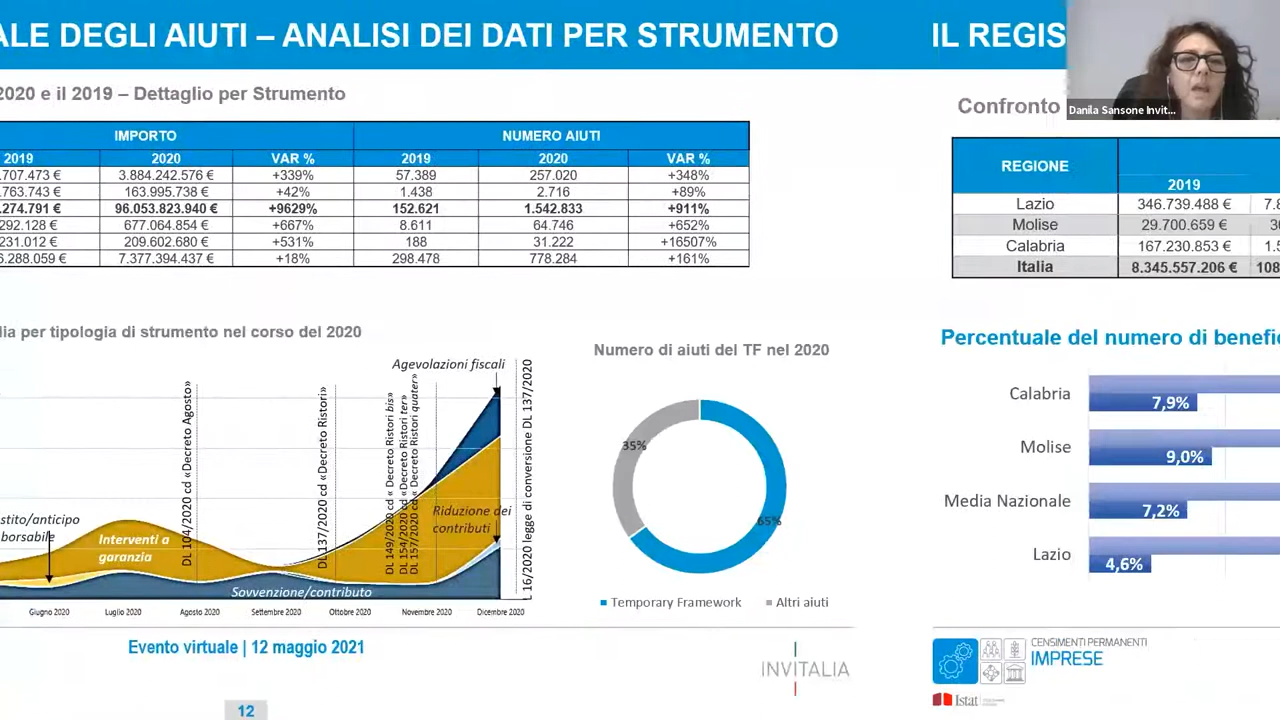 ALE DEGLI AIUTI – ANALISI DEI DATI PER STRUMENTO
2020 e il 2019 – Dettaglio per Strumento
IMPORTO NUMERO AIUTI
2019 2020 VAR % 2019 2020 VAR %
.707.473 € 3.884.242.576 € +339% 57.389 257.020 +348%
.763.743 € 163.995.738 € +42% 1.438 2.716 +89%
.274.791 € 96.053.823.940 € +9629% 152.621 1.542.833 +911%
292.128 € 677.064.854 € +667% 8.611 64.746 +652%
231.012 € 209.602.680 € +531% 188 31.222 +16507%
6.288.059 € 7.377.394.437 € +18% 298.478 778.284 +161%
lia per tipologia di strumento nel corso del 2020
Agevolazioni fiscali
DL 104/2020 cd «Decreto Agosto»
DL 137/2020 cd «Decreto Ristori»
DL 149/2020 cd « Decreto Ristori bis»
DL 154/2020 cd « Decreto Ristori ter»
DL 157/2020 cd « Decreto Ristori quater»
L 16/2020 legge di conversione DL 137/2020
estito/anticipo
borsabile
Interventi a
garanzia
Riduzione dei
contributi
Sovvenzione/contributo
Giugno 2020 Luglio 2020 Agosto 2020 Settembre 2020 Ottobre 2020 Novembre 2020 Dicembre 2020
Numero di aiuti del TF nel 2020
35%
65%
Temporary Framework Altri aiuti
Evento virtuale | 12 maggio 2021
INVITALIA
12
IL REGIS
Danila Sansone Invit...
Confronto
REGIONE
2019
Lazio 346.739.488 € 7.8
Molise 29.700.659 € 30
Calabria 167.230.853 € 1.5
Italia 8.345.557.206 € 108
Percentuale del numero di benefic
Calabria 7,9%
Molise 9,0%
Media Nazionale 7,2%
Lazio 4,6%
CENSIMENTI PERMANENTI
IMPRESE
Istat